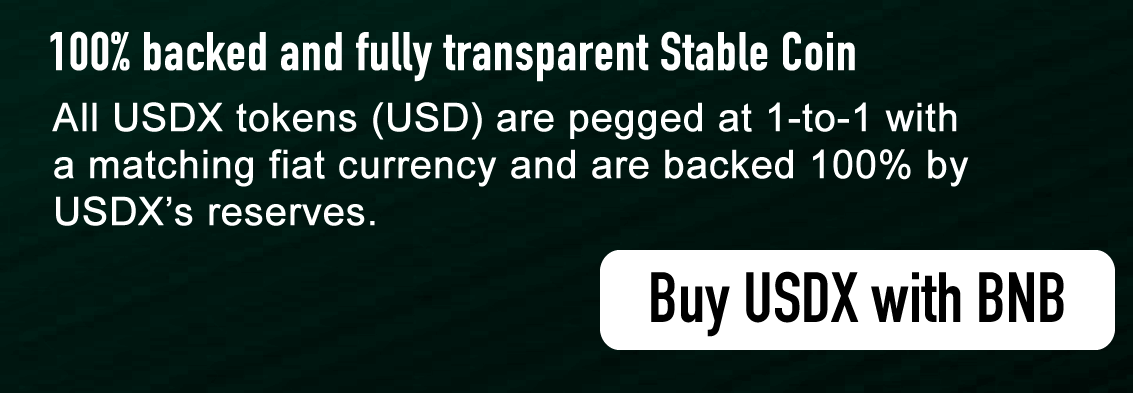 100% backed and fully transparent Stable Coin
All USDX tokens (USD) are pegged at 1-to-1 with
a matching fiat currency and are backed 100% by
USDX’s reserves.
Buy USDX with BNB